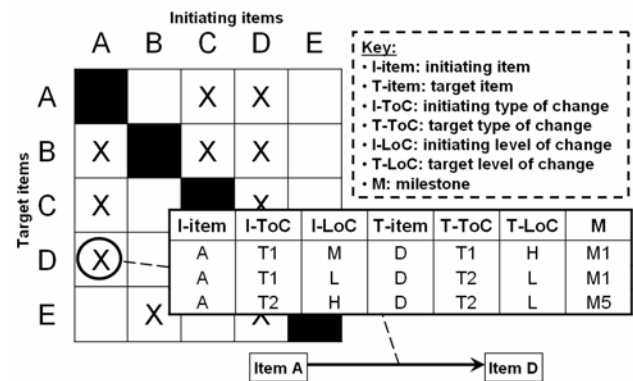 Initiating items
A B C D E
Target items
A X X
B X X X
C X X
D X
E X X
Key:
• I-item: initiating item
• T-item: target item
• I-ToC: initiating type of change
• T-ToC: target type of change
• I-LoC: initiating level of change
• T-LoC: target level of change
• M: milestone
I-item I-ToC I-LoC T-item T-ToC T-LoC M
A T1 M D T1 H M1
A T1 L D T2 L M1
A T2 H D T2 L M5
Item A Item D